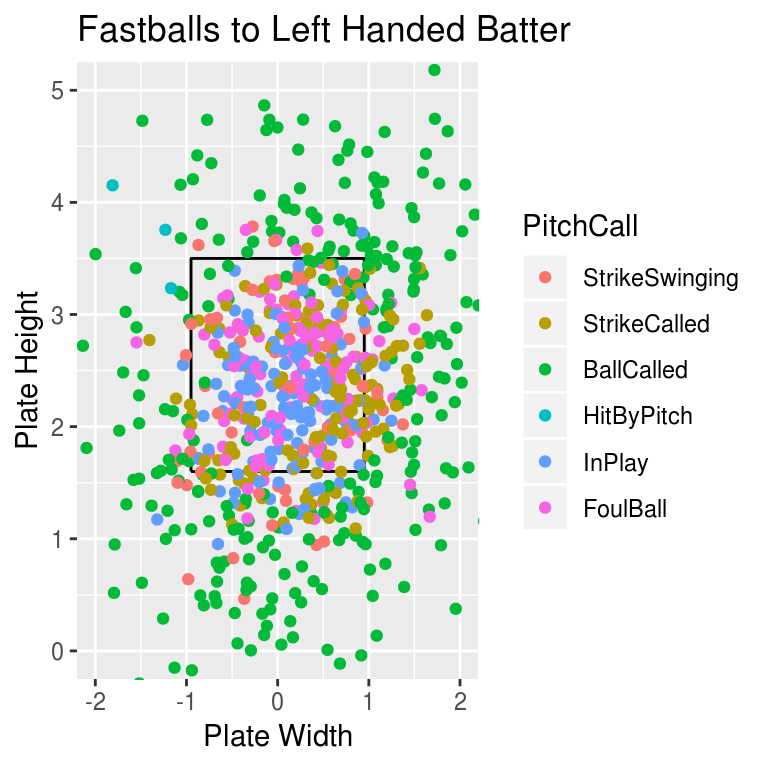 Fastballs to Left Handed Batter
5
4
3
2
1
0
-2 -1 0 1 2
Plate Width
Plate Height
PitchCall
StrikeSwinging
StrikeCalled
BallCalled
HitByPitch
InPlay
FoulBall